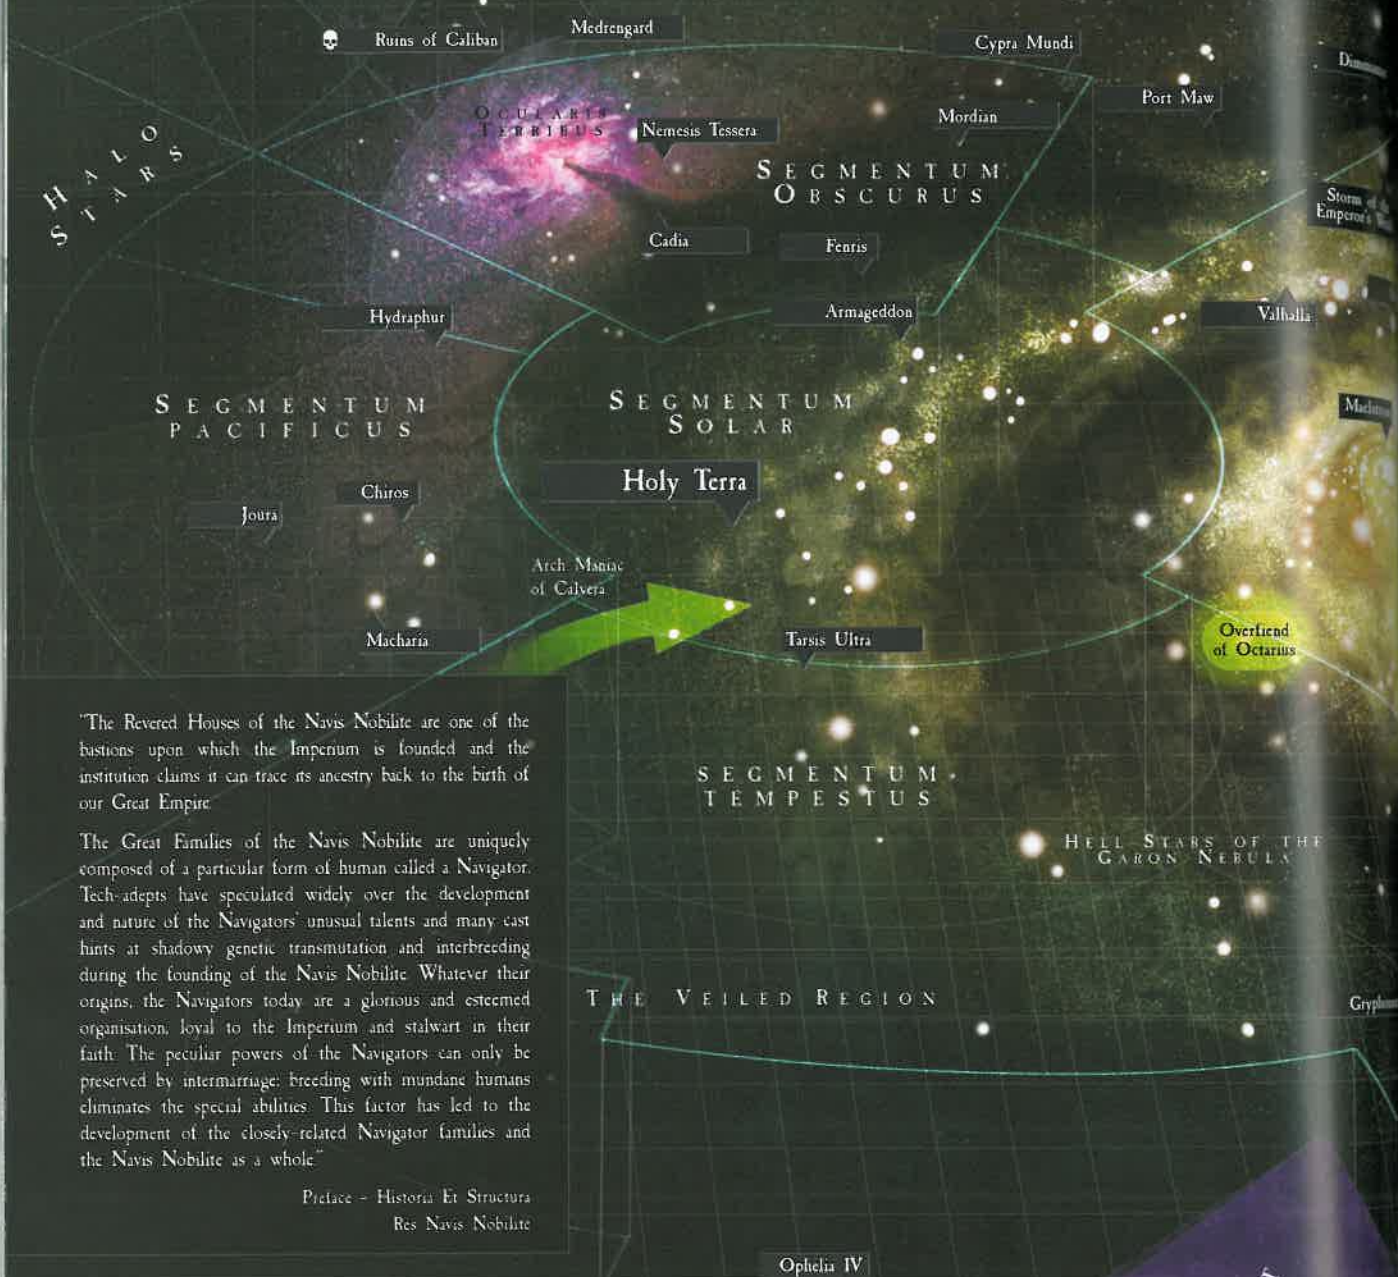 Ruins of Caliban
Medrengard
Cypra Mundi
Port Maw
Mordian
OCULARIS
TERRIBUS
Nemesis Tessera
HALO
STARS
SEGMENTUM
OBSCURUS
Storm of
Emperor's
Cadia
Fenris
Hydraphur
Armageddon
Valhalla
SEGMENTUM
PACIFICUS
SEGMENTUM
SOLAR
Holy Terra
Chiros
Joura
Arch Maniac
of Calvera
Macharia
Tarsis Ultra
Overfiend
of Octarius
"The Revered Houses of the Navis Nobilite are one of the
bastions upon which the Imperium is founded and the
institution claims it can trace its ancestry back to the birth of
our Great Empire.
The Great Families of the Navis Nobilite are uniquely
composed of a particular form of human called a Navigator.
Tech-adepts have speculated widely over the development
and nature of the Navigators' unusual talents and many cast
hints at shadowy genetic transmutation and interbreeding
during the founding of the Navis Nobilite. Whatever their
origins, the Navigators today are a glorious and esteemed
organisation, loyal to the Imperium and stalwart in their
faith. The peculiar powers of the Navigators can only be
preserved by intermarriage; breeding with mundane humans
eliminates the special abilities. This factor has led to the
development of the closely-related Navigator families and
the Navis Nobilite as a whole."
Preface – Historia Et Structura
Res Navis Nobilite
SEGMENTUM
TEMPESTUS
HELL STARS OF THE
GARON NEBULA
THE VEILED REGION
Ophelia IV